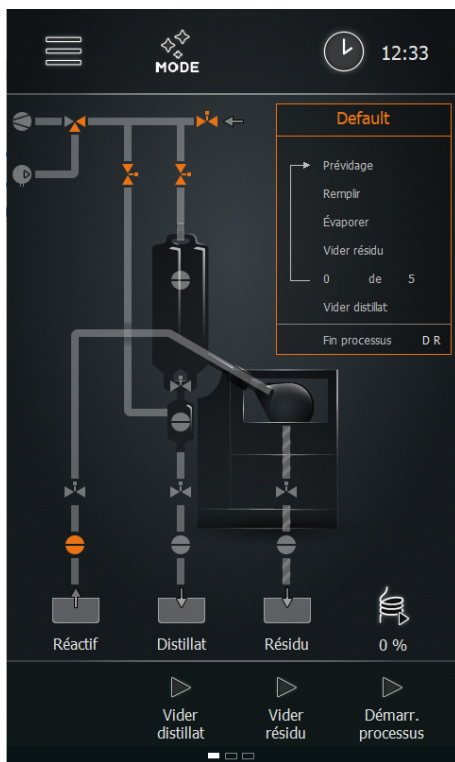 MODE
12:33
Default
Prévidage
Remplir
Évaporer
Vider résidu
0 de 5
Vider distillat
Fin processus D R
Réactif
Distillat
Résidu
0 %
Vider
distillat
Vider
résidu
Démarr.
processus